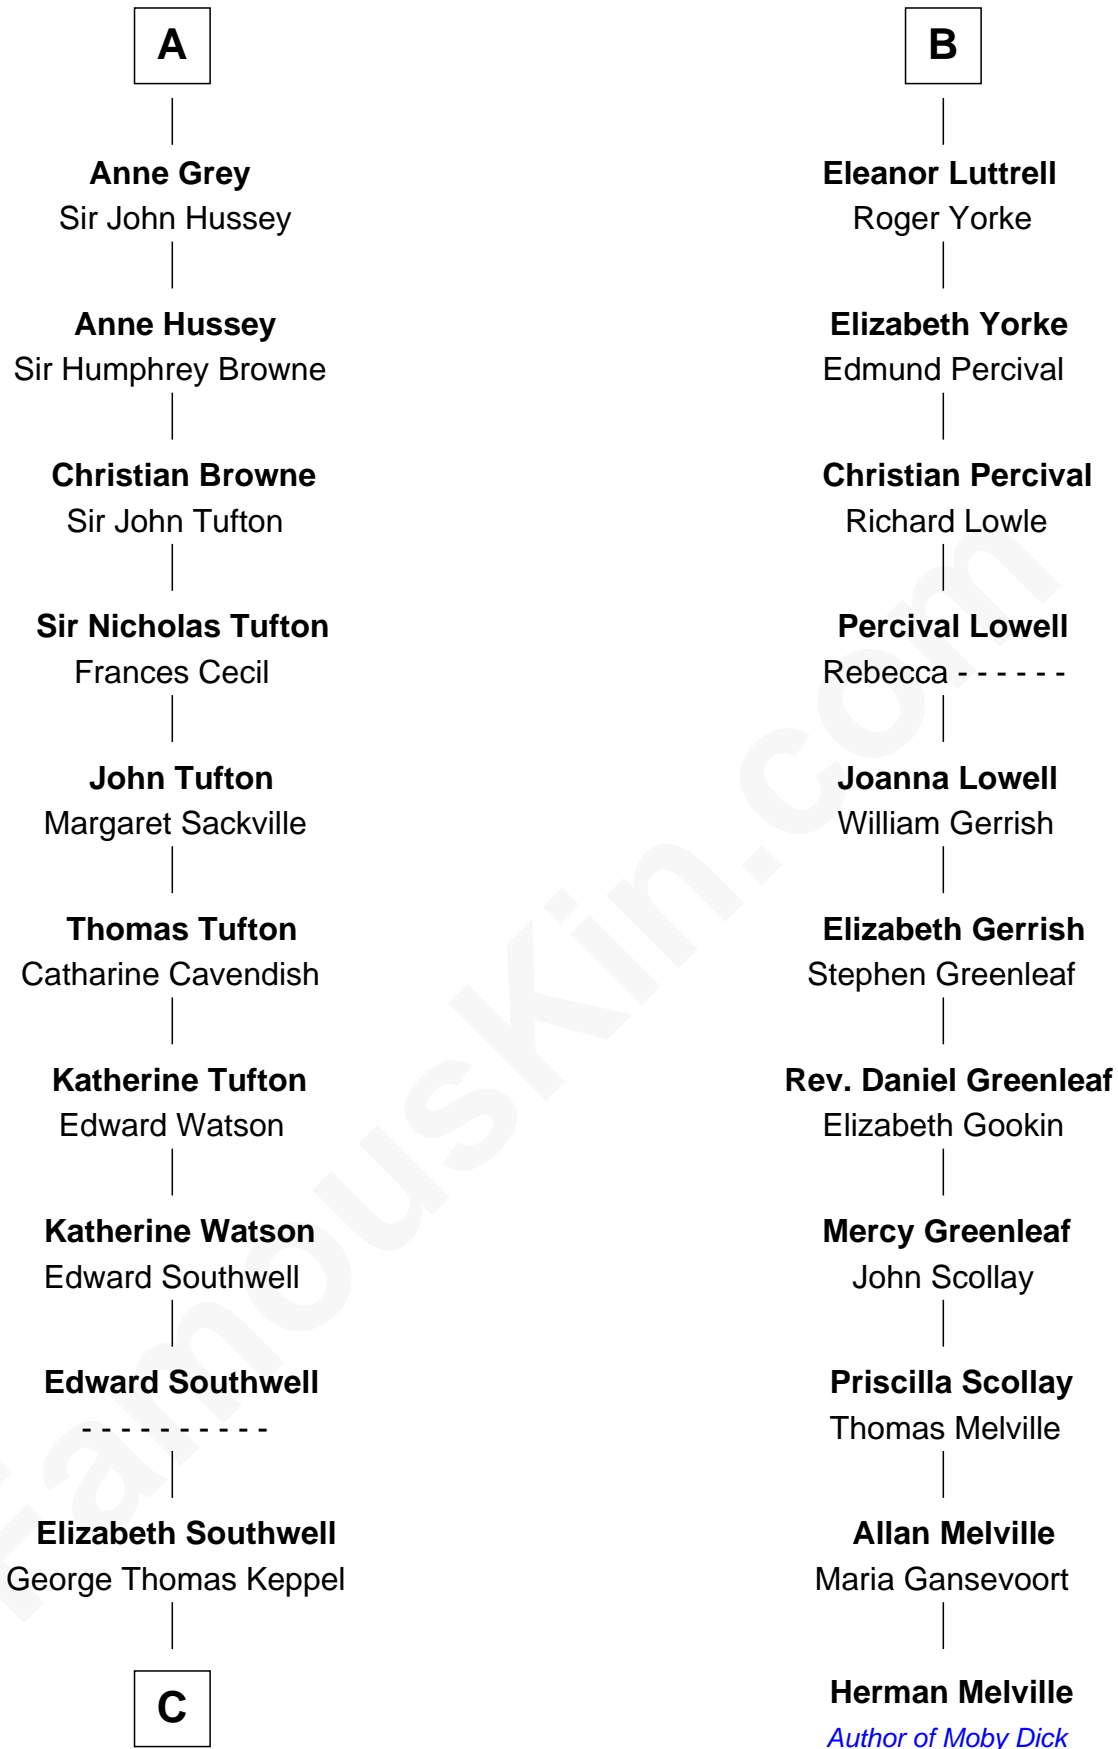 A
Anne Grey
Sir John Hussey
Anne Hussey
Sir Humphrey Browne
Christian Browne
Sir John Tufton
Sir Nicholas Tufton
Frances Cecil
John Tufton
Margaret Sackville
Thomas Tufton
Catharine Cavendish
Katherine Tufton
Edward Watson
Katherine Watson
Edward Southwell
Edward Southwell
- - - - - - - - - -
Elizabeth Southwell
George Thomas Keppel
C
B
Eleanor Luttrell
Roger Yorke
Elizabeth Yorke
Edmund Percival
Christian Percival
Richard Lowle
Percival Lowell
Rebecca - - - - - -
Joanna Lowell
William Gerrish
Elizabeth Gerrish
Stephen Greenleaf
Rev. Daniel Greenleaf
Elizabeth Gookin
Mercy Greenleaf
John Scollay
Priscilla Scollay
Thomas Melville
Allan Melville
Maria Gansevoort
Herman Melville
Author of Moby Dick
FamousKin.com